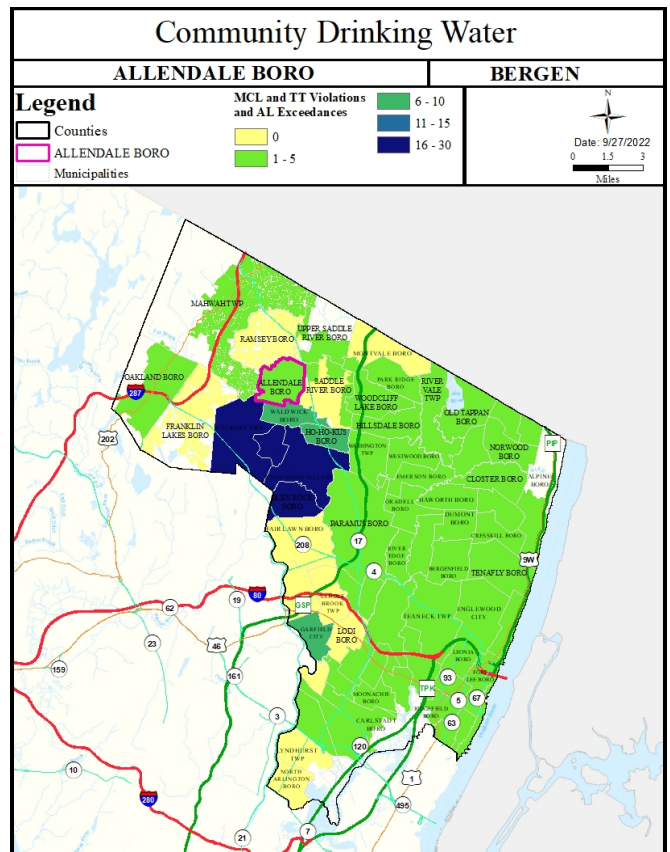 Community Drinking Water
ALLENDALE BORO
BERGEN
Legend
Counties
ALLENDALE BORO
Municipalities
MCL and TT Violations
and AL Exceedances
0
1 - 5
6 - 10
11 - 15
16 - 30
N
Date: 9/27/2022
0 1.5 3
Miles
MAHWAH TWP
RAMSEY BORO
UPPER SADDLE
RIVER BORO
MONTVALE BORO
OAKLAND BORO
287
ALLENDALE
BORO
SADDLE
RIVER BORO
PARK RIDGE
BORO
RIVER
VALE
TWP
WOODCLIFF
LAKE BORO
OLD TAPPAN
BORO
202
FRANKLIN
LAKES BORO
WALDWICK
BORO
HO-HO-KUS
BORO
HILLSDALE BORO
WASHINGTON
TWP
WESTWOOD BORO
NORWOOD
BORO
PIP
EMERSON BORO
CLOSTER BORO
ALPINE
BORO
GLEN ROCK
BORO
ORADELL
BORO
HAWORTH BORO
DUMONT
BORO
FAIR LAWN BORO
PARAMUS BORO
CRESSKILL BORO
208
17
4
RIVER
EDGE
BORO
BERGENFIELD
BORO
TENAFLY BORO
9W
62
19
80
GSP
BROOK
TWP
TEANECK TWP
ENGLEWOOD
CITY
GARFIELD
CITY
LODI
BORO
23
46
159
161
LEONIA
BORO
FORT
LEE BORO
93
TPK
5
67
MOONACHIE
BORO
BORO
63
3
CARLSTADT
BORO
120
LYNDHURST
TWP
NORTH
ARLINGTON
BORO
10
280
1
495
21
7